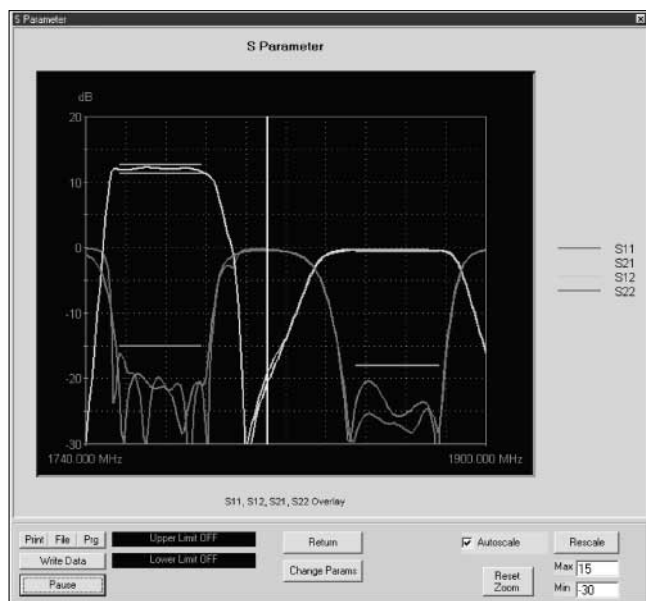 S Parameter
S Parameter
dB
20
10
0
-10
-20
-30
1740.000 MHz
1900.000 MHz
S11
S21
S12
S22
S11, S12, S21, S22 Overlay
Print File Prg
Upper Limit OFF
Return
Autoscale
Rescale
Write Data
Lower Limit OFF
Change Params
Max 15
Pause
Reset
Zoom
Min -30